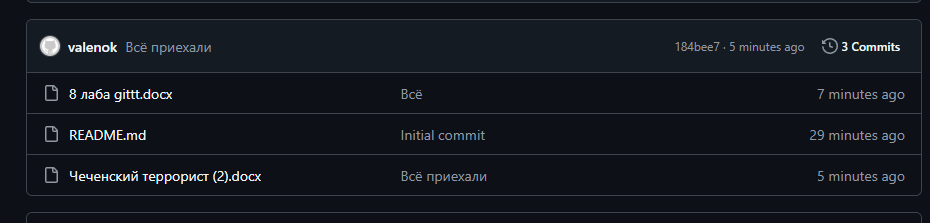 valenok Всё приехали 184bee7 · 5 minutes ago 3 Commits
8 лаба gittt.docx Всё 7 minutes ago
README.md Initial commit 29 minutes ago
Чеченский террорист (2).docx Всё приехали 5 minutes ago